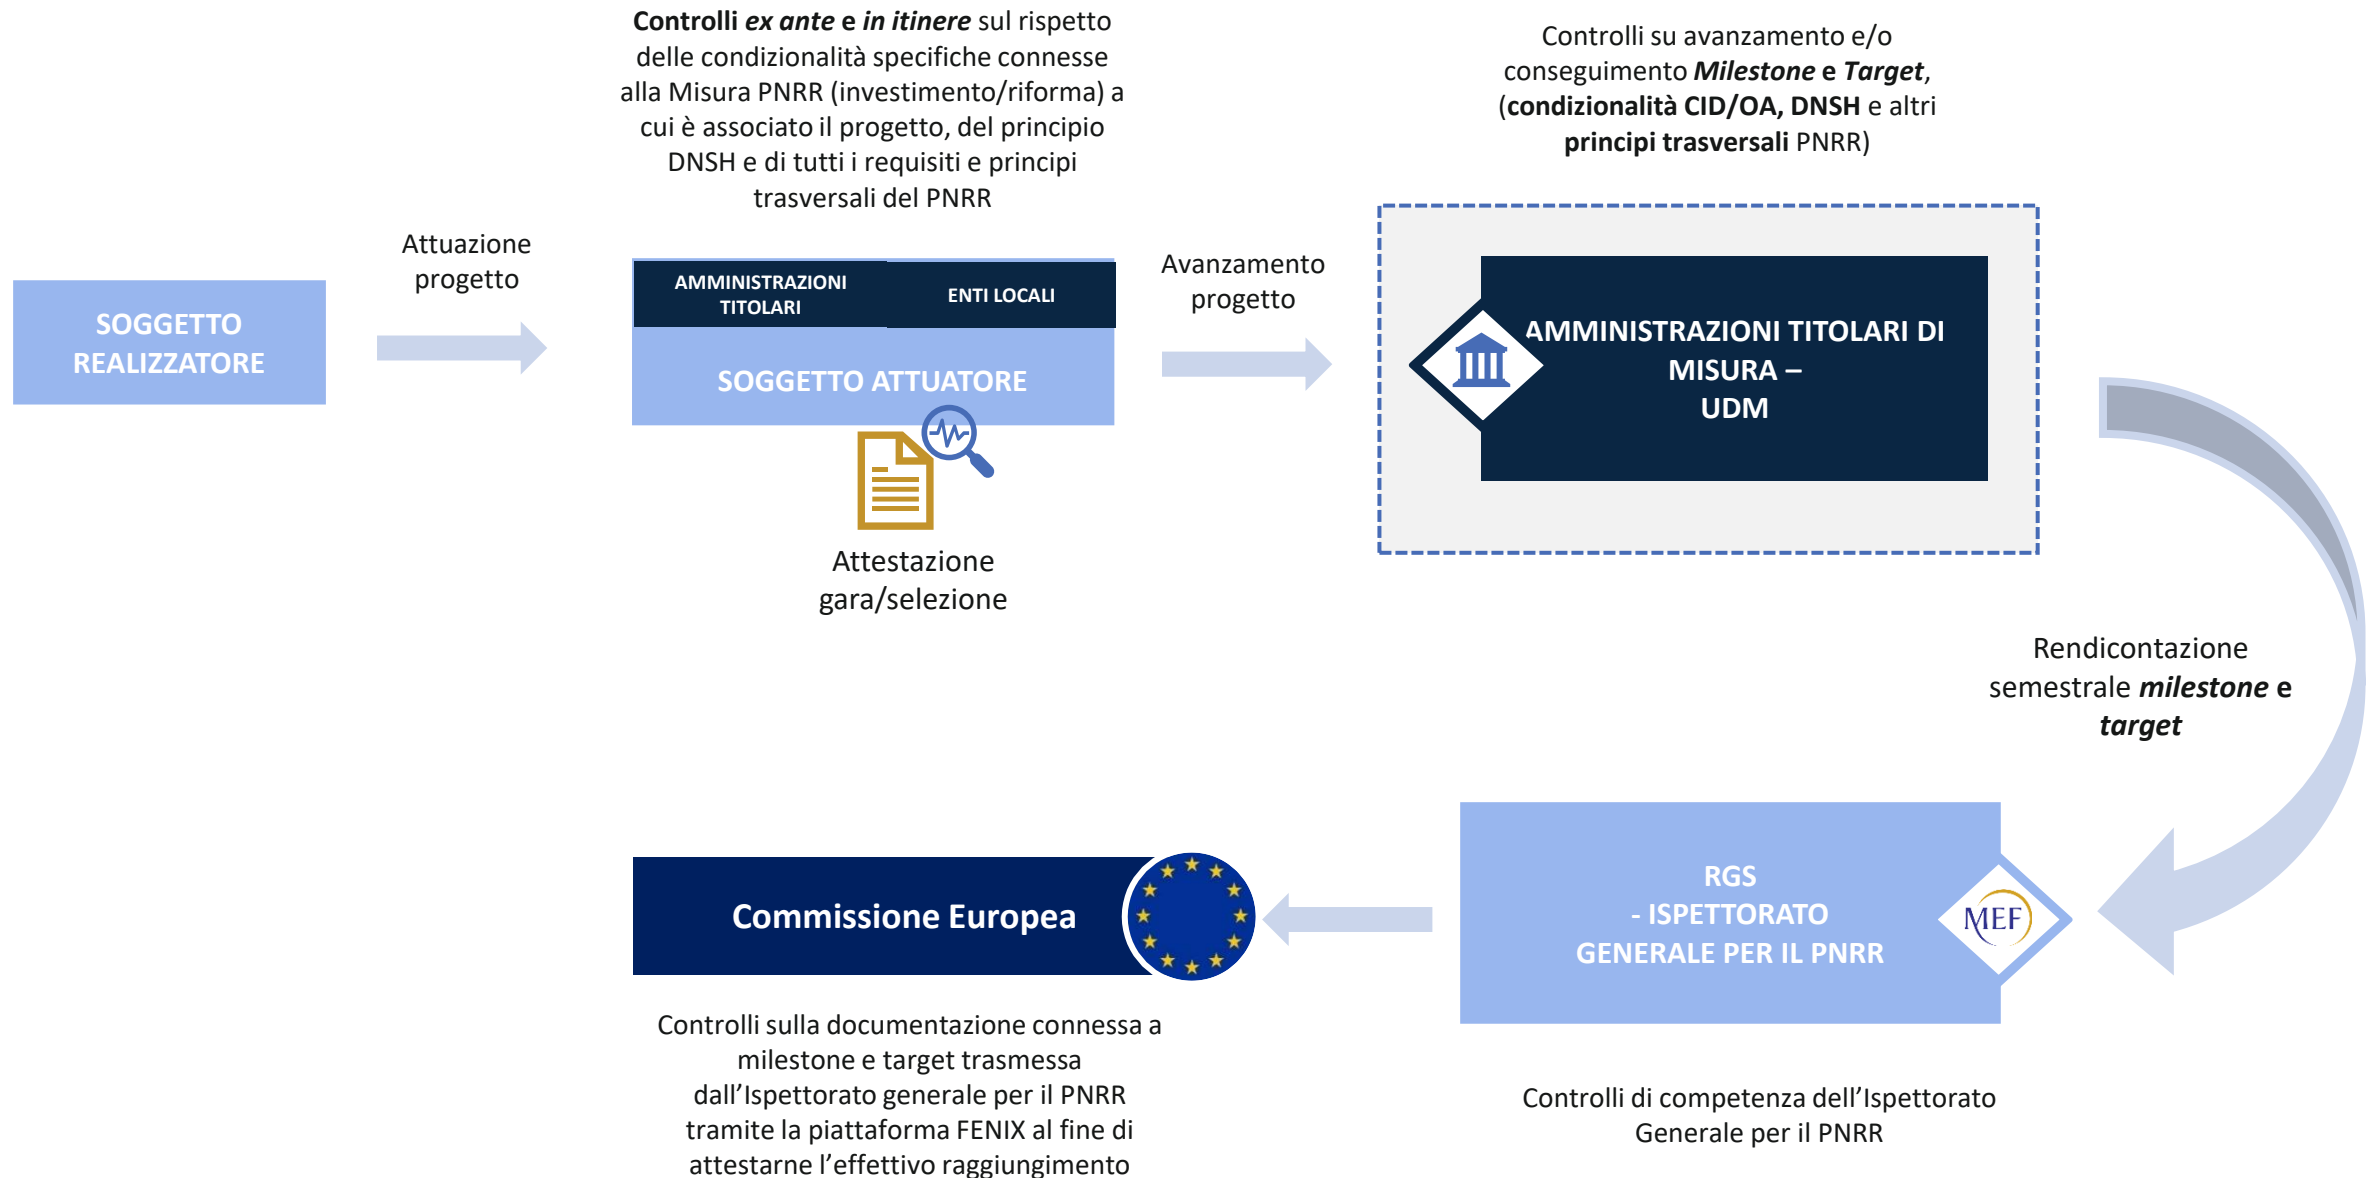 Controlli ex ante e in itinere sul rispetto
delle condizionalità specifiche connesse
alla Misura PNRR (investimento/riforma) a
cui è associato il progetto, del principio
DNSH e di tutti i requisiti e principi
trasversali del PNRR
Controlli su avanzamento e/o
conseguimento Milestone e Target,
(condizionalità CID/OA, DNSH e altri
principi trasversali PNRR)
SOGGETTO
REALIZZATORE
Attuazione
progetto
AMMINISTRAZIONI
TITOLARI
ENTI LOCALI
SOGGETTO ATTUATORE
Attestazione
gara/selezione
Avanzamento
progetto
AMMINISTRAZIONI TITOLARI DI
MISURA –
UDM
Rendicontazione
semestrale milestone e
target
RGS
- ISPETTORATO
GENERALE PER IL PNRR
MEF
Controlli di competenza dell’Ispettorato
Generale per il PNRR
Commissione Europea
Controlli sulla documentazione connessa a
milestone e target trasmessa
dall’Ispettorato generale per il PNRR
tramite la piattaforma FENIX al fine di
attestarne l’effettivo raggiungimento